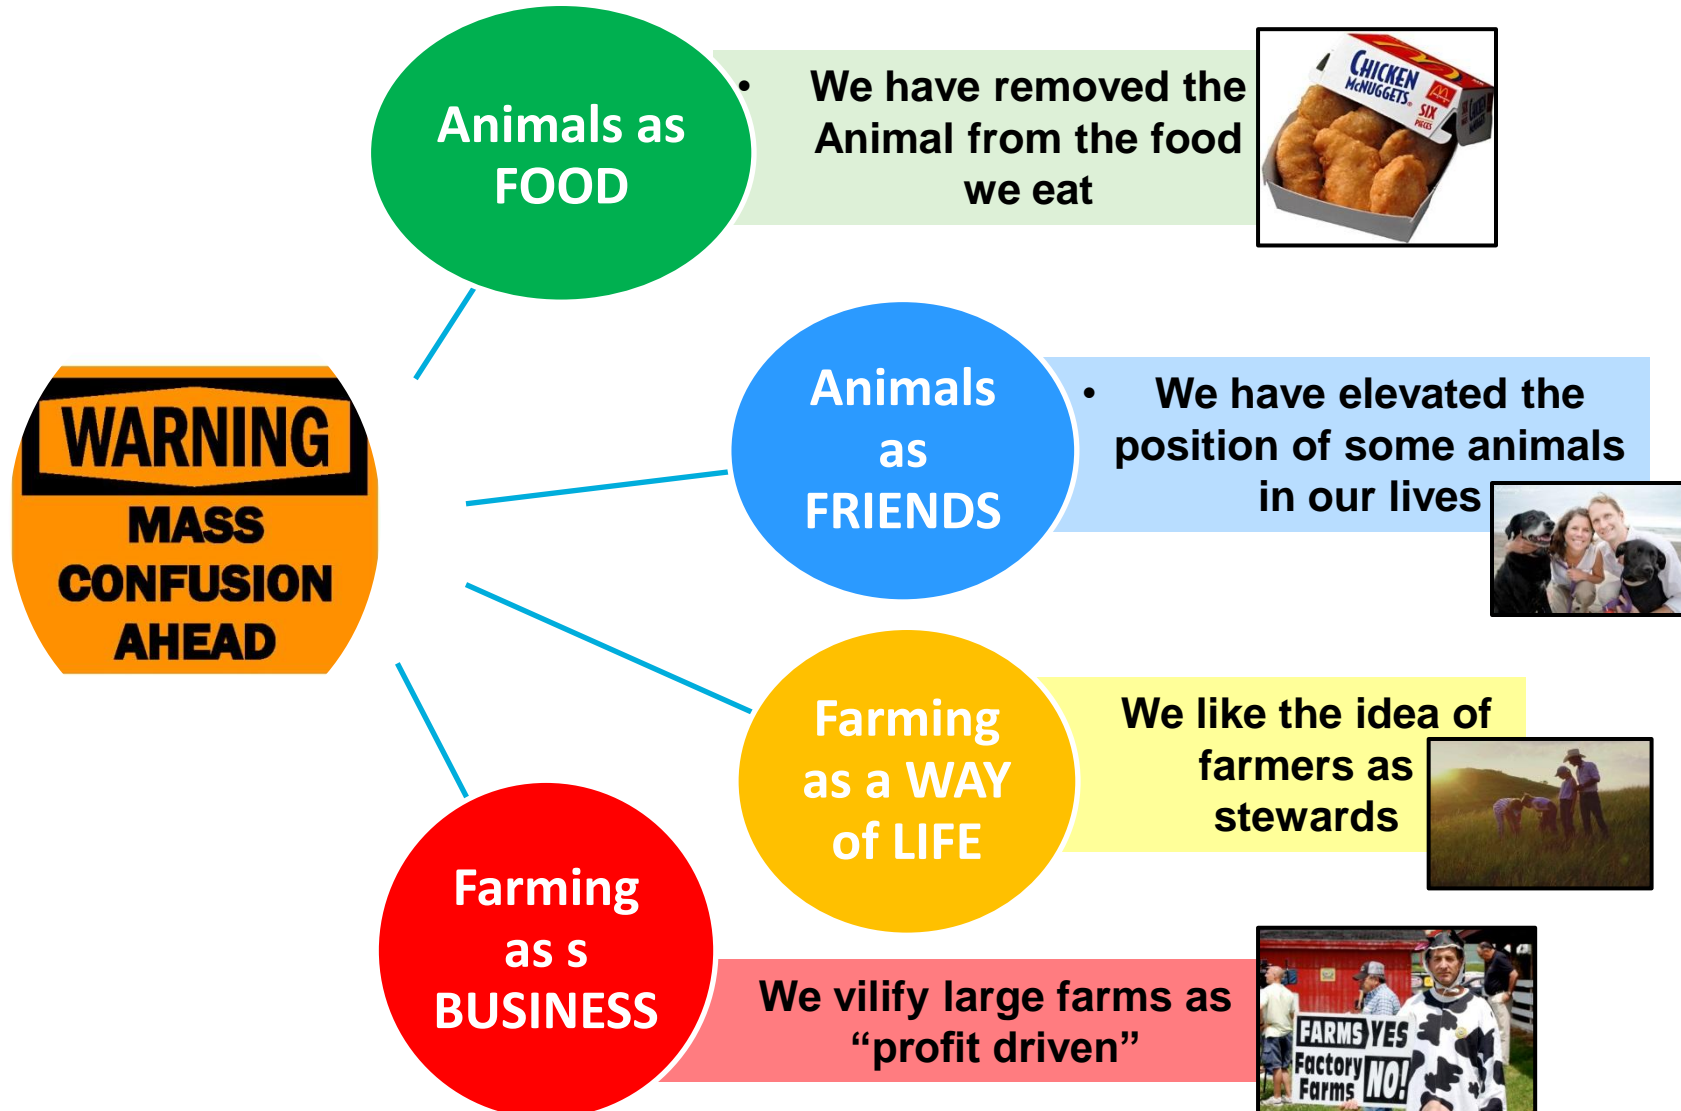 Animals as
FOOD
• We have removed the
Animal from the food
we eat
CHICKEN
McNUGGETS®
SIX
PIECES
WARNING
MASS
CONFUSION
AHEAD
Animals
as
FRIENDS
• We have elevated the
position of some animals
in our lives
Farming
as a WAY
of LIFE
We like the idea of
farmers as
stewards
Farming
as s
BUSINESS
We vilify large farms as
“profit driven”
FARMS YES
Factory
Farms NO!